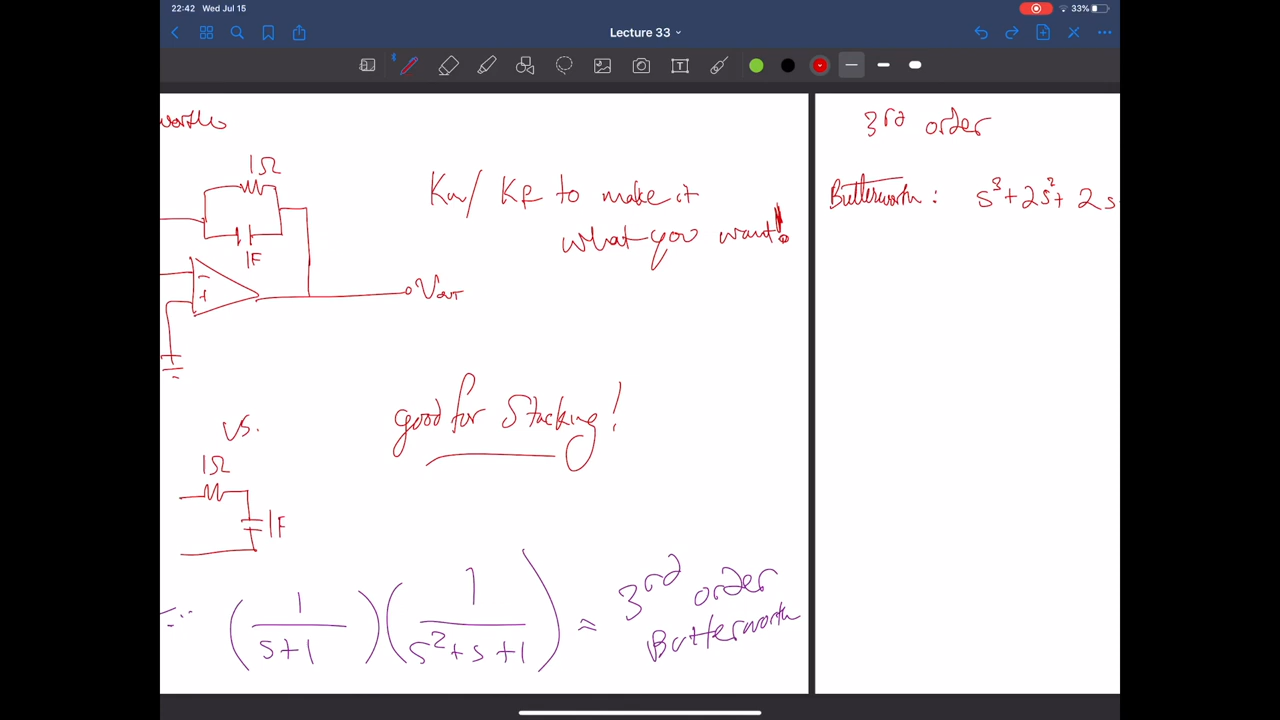 22:42 Wed Jul 15
33%
Lecture 33
worth
1Ω
1F
VOUT
Kw/ KF to make it
what you want!
vs.
1Ω
1F
good for Stacking!
(1/(s+1))(1/(s²+s+1)) ≈ 3rd order
Butterworth
3rd order
Butterworth: s³+2s²+2s